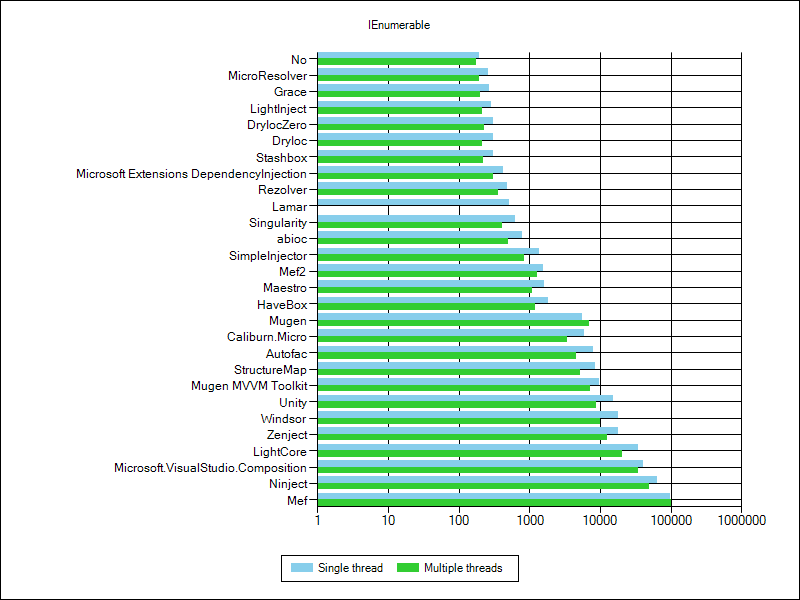 IEnumerable
No
MicroResolver
Grace
LightInject
DryIocZero
DryIoc
Stashbox
Microsoft Extensions DependencyInjection
Rezolver
Lamar
Singularity
abioc
SimpleInjector
Mef2
Maestro
HaveBox
Mugen
Caliburn.Micro
Autofac
StructureMap
Mugen MVVM Toolkit
Unity
Windsor
Zenject
LightCore
Microsoft.VisualStudio.Composition
Ninject
Mef
1 10 100 1000 10000 100000 1000000
Single thread Multiple threads